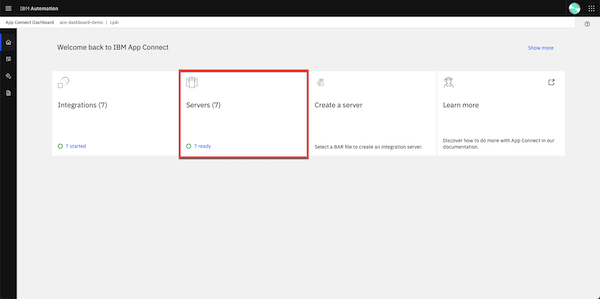 IBM Automation
App Connect Dashboard ace-dashboard-demo | cp4i
Welcome back to IBM App Connect
Show more
Integrations (7)
Servers (7)
Create a server
Learn more
7 started
7 ready
Select a BAR file to create an integration server.
Discover how to do more with App Connect in our
documentation.